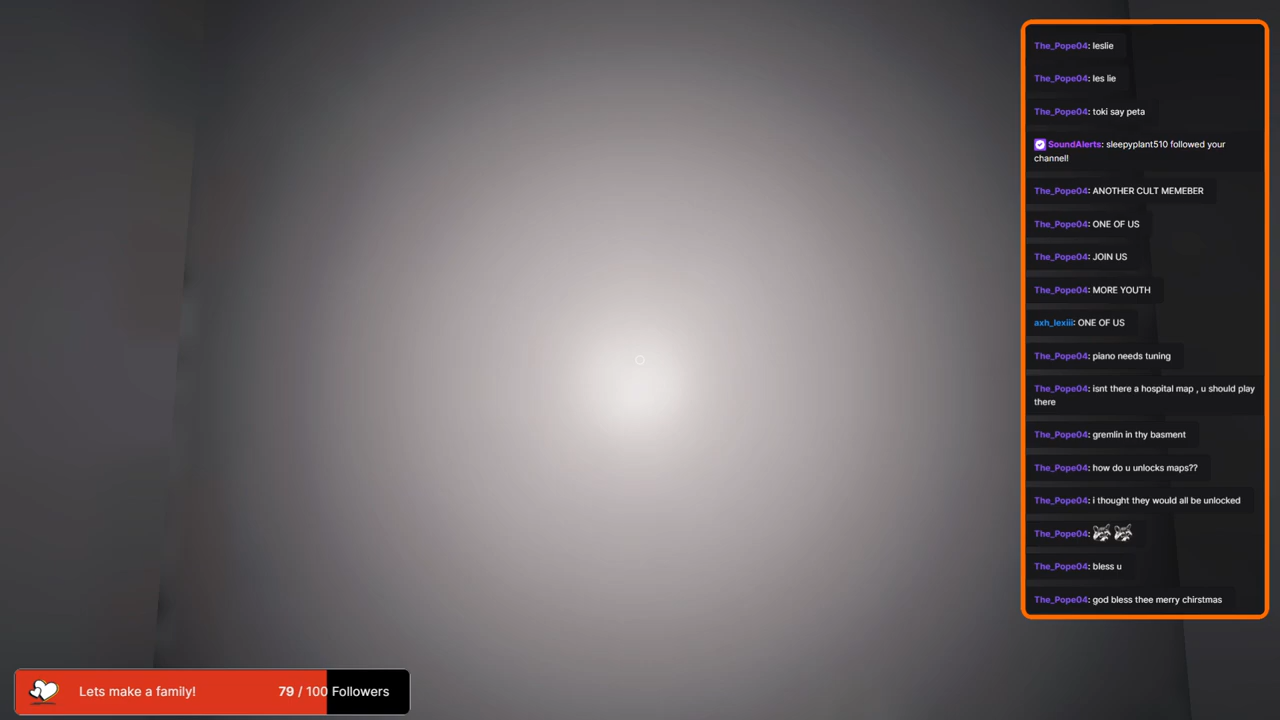 The_Pope04: leslie
The_Pope04: les lie
The_Pope04: toki say peta
SoundAlerts: sleepyplant510 followed your
channel!
The_Pope04: ANOTHER CULT MEMEBER
The_Pope04: ONE OF US
The_Pope04: JOIN US
The_Pope04: MORE YOUTH
axh_lexiii: ONE OF US
The_Pope04: piano needs tuning
The_Pope04: isnt there a hospital map , u should play
there
The_Pope04: gremlin in thy basment
The_Pope04: how do u unlocks maps??
The_Pope04: i thought they would all be unlocked
The_Pope04:
The_Pope04: bless u
The_Pope04: god bless thee merry chirstmas
Lets make a family! 79 / 100 Followers